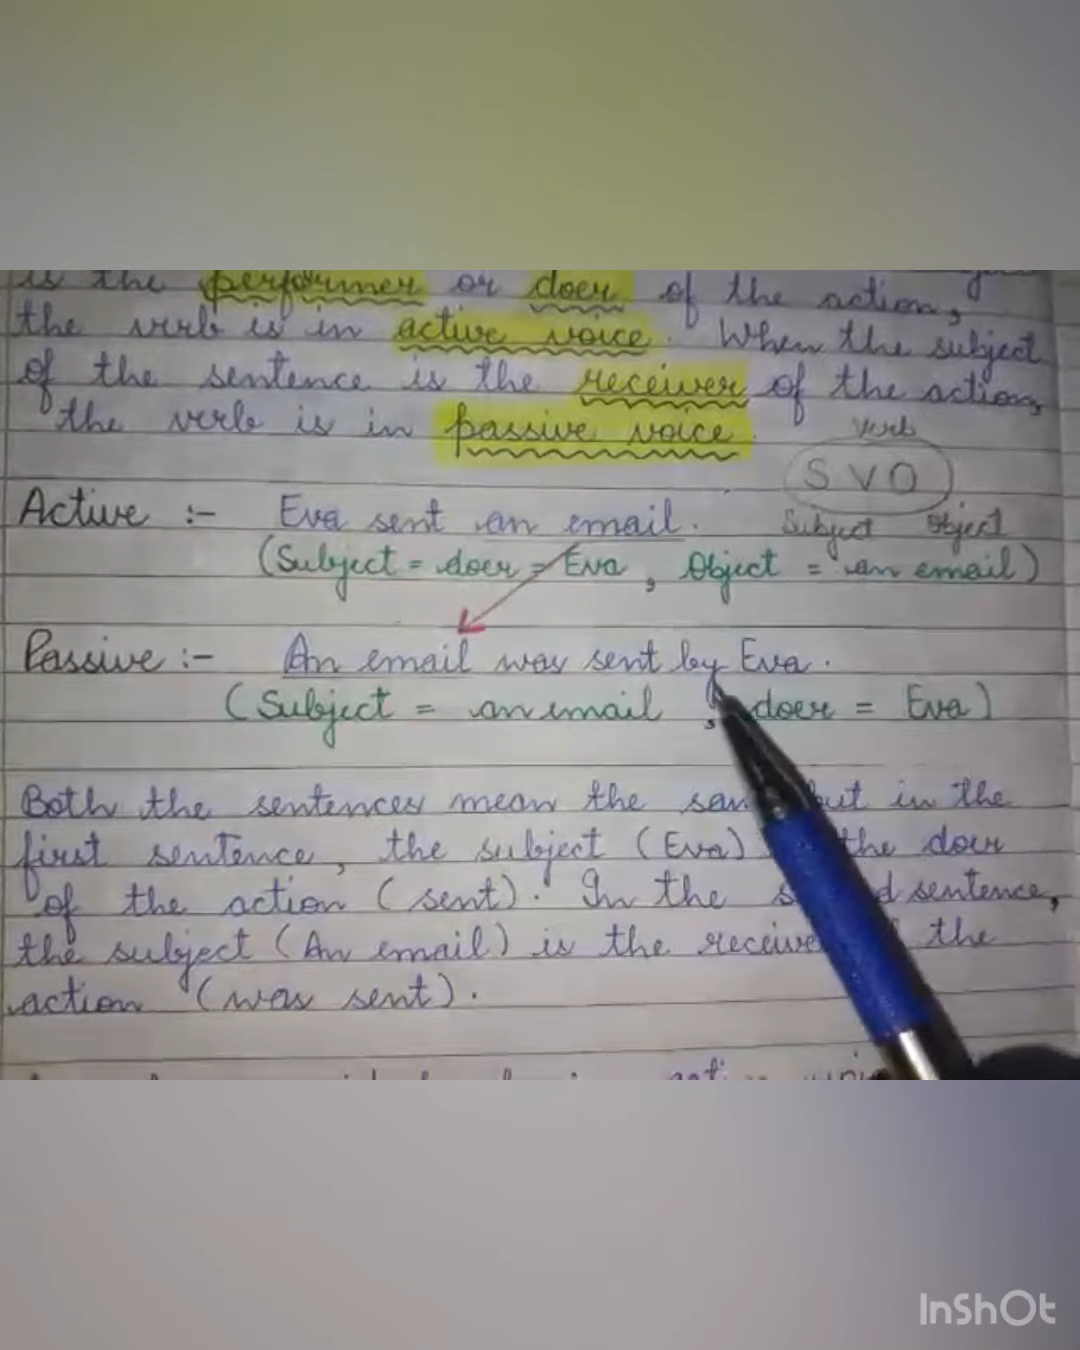 is the performer or doer of the action,
the verb is in active voice. When the subject
of the sentence is the receiver of the action,
the verb is in passive voice.
Verb
S V O
Subject Object
Active :- Eva sent an email.
(Subject = doer = Eva, Object = an email)
Passive :- An email was sent by Eva.
(Subject = an email, doer = Eva)
Both the sentences mean the but in the
first sentence, the subject (Eva) the doer
of the action (sent). In the sentence,
the subject (An email) is the the
action (was sent).
InShOt